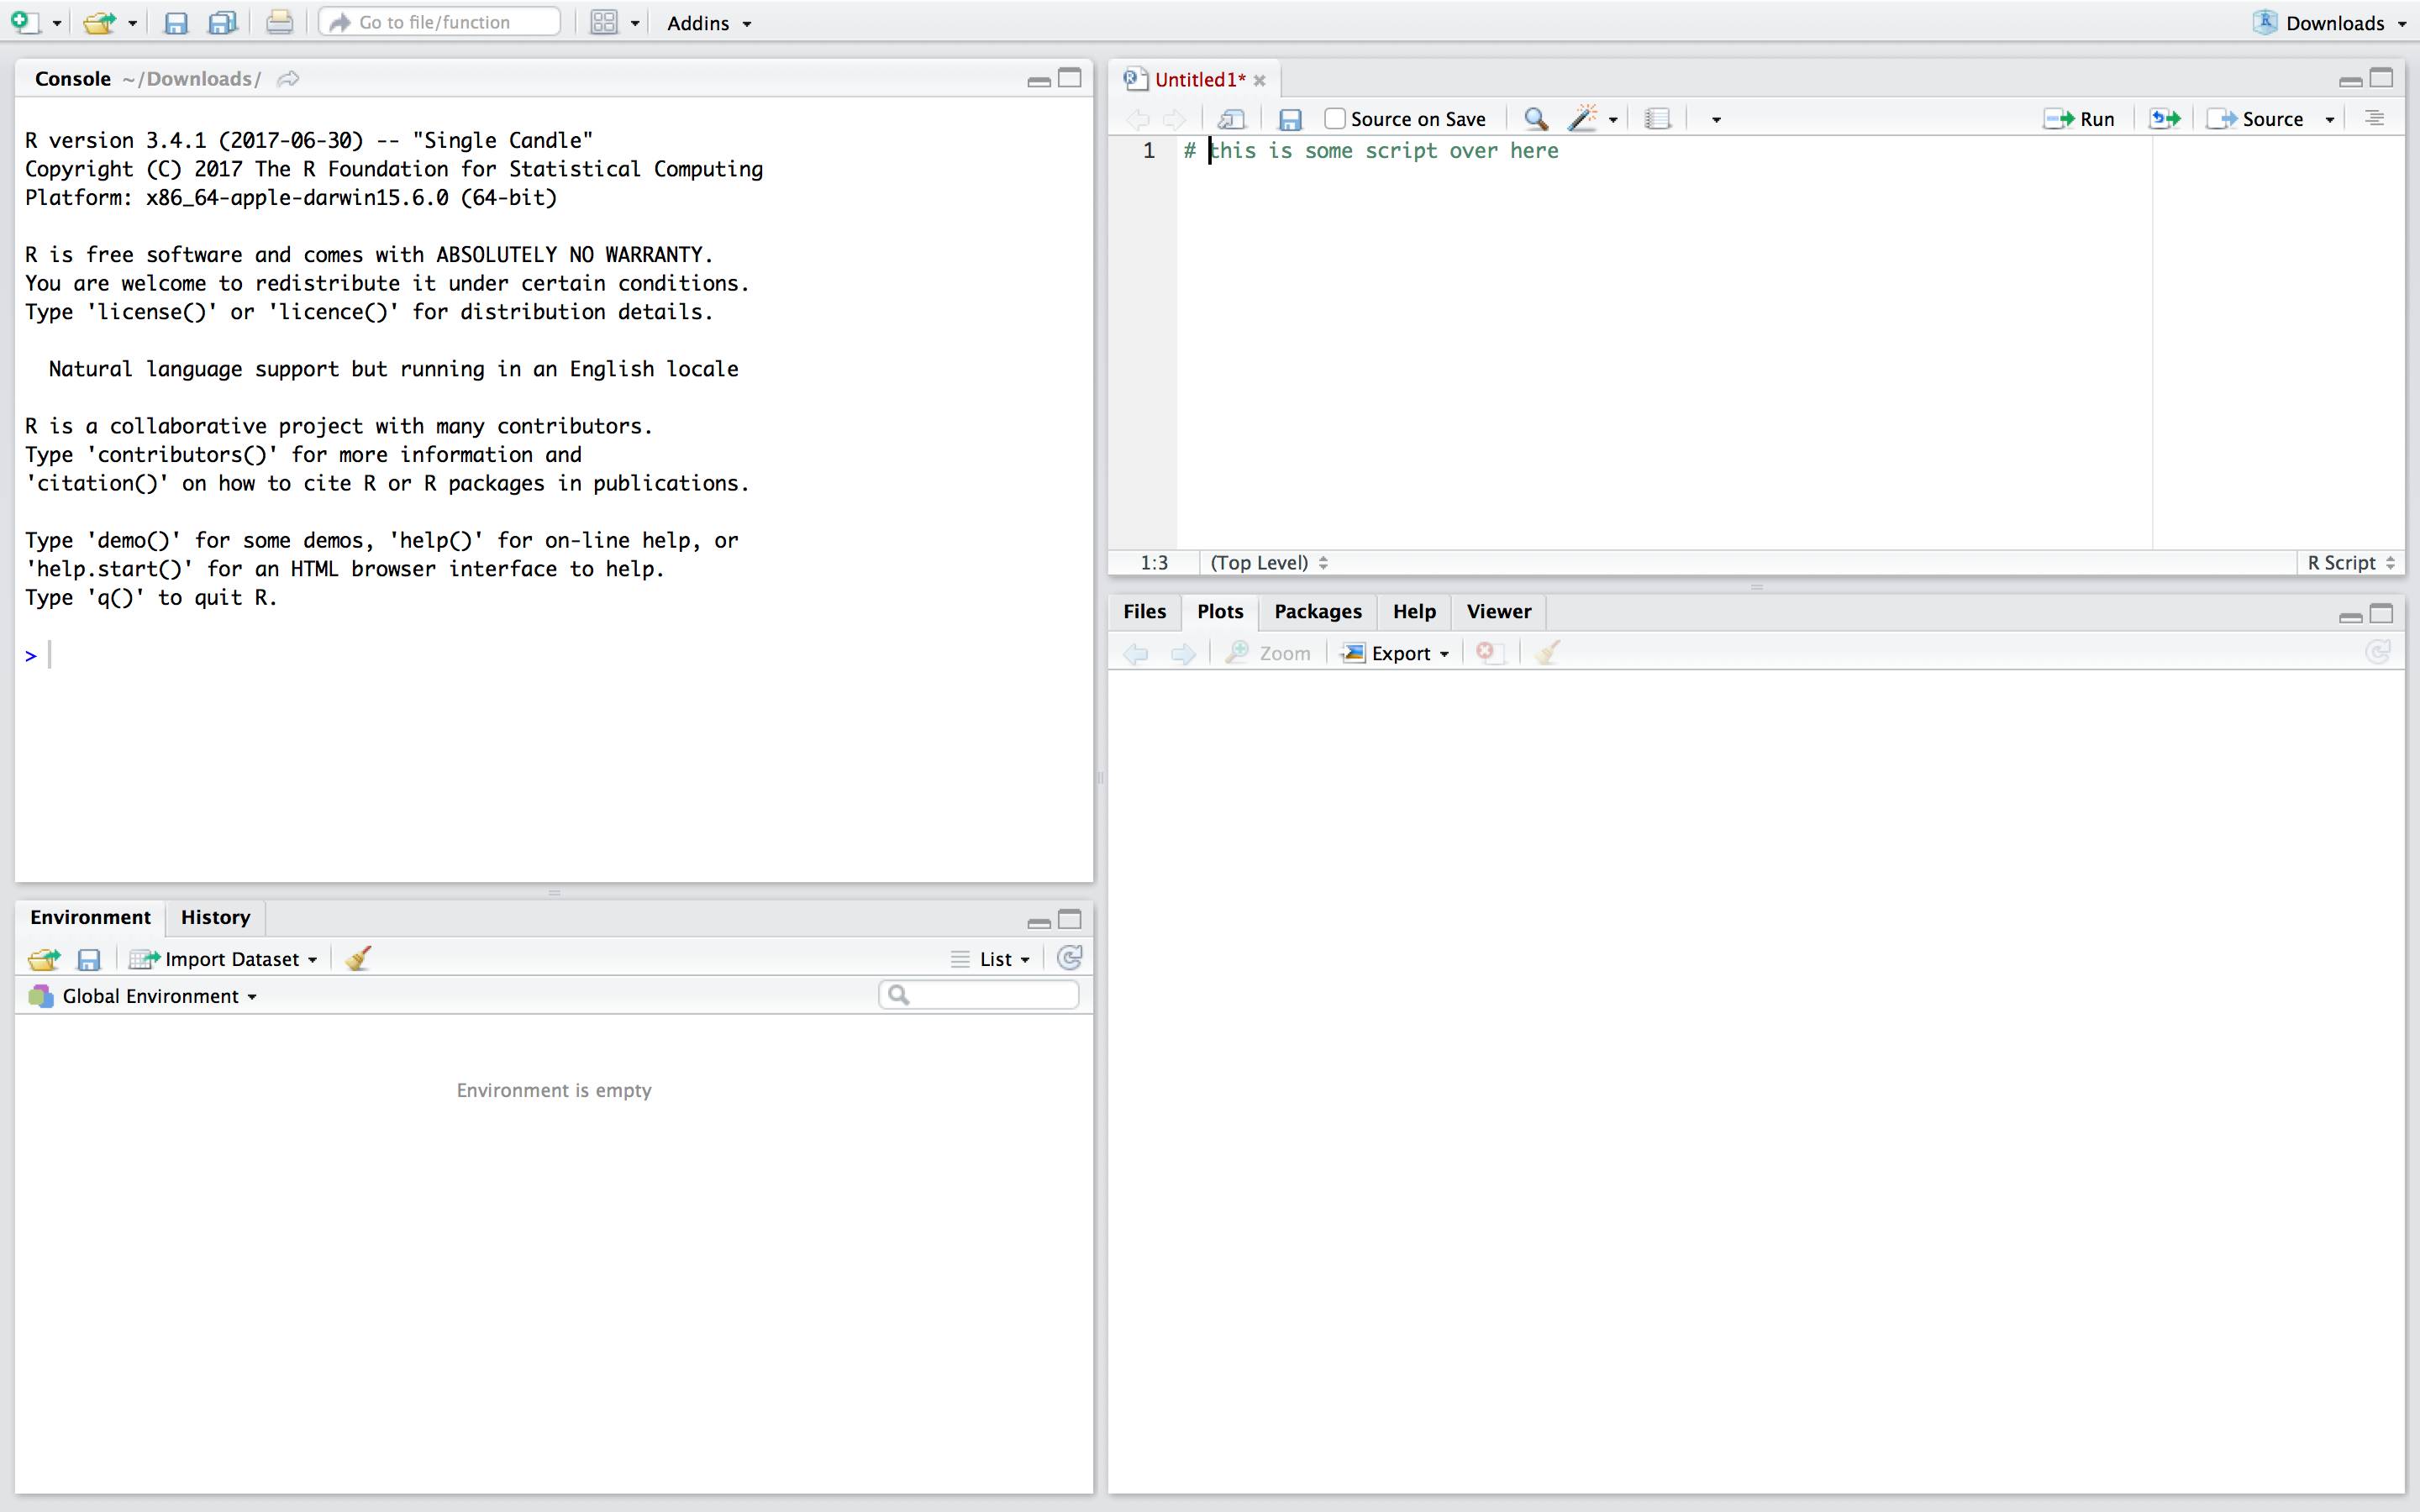 Go to file/function
Addins
Downloads
Console ~/Downloads/
R version 3.4.1 (2017-06-30) -- "Single Candle"
Copyright (C) 2017 The R Foundation for Statistical Computing
Platform: x86_64-apple-darwin15.6.0 (64-bit)
R is free software and comes with ABSOLUTELY NO WARRANTY.
You are welcome to redistribute it under certain conditions.
Type 'license()' or 'licence()' for distribution details.
Natural language support but running in an English locale
R is a collaborative project with many contributors.
Type 'contributors()' for more information and
'citation()' on how to cite R or R packages in publications.
Type 'demo()' for some demos, 'help()' for on-line help, or
'help.start()' for an HTML browser interface to help.
Type 'q()' to quit R.
>
Environment History
Import Dataset List
Global Environment
Environment is empty
Untitled1*
Source on Save Run Source
1 # this is some script over here
1:3 (Top Level) R Script
Files Plots Packages Help Viewer
Zoom Export